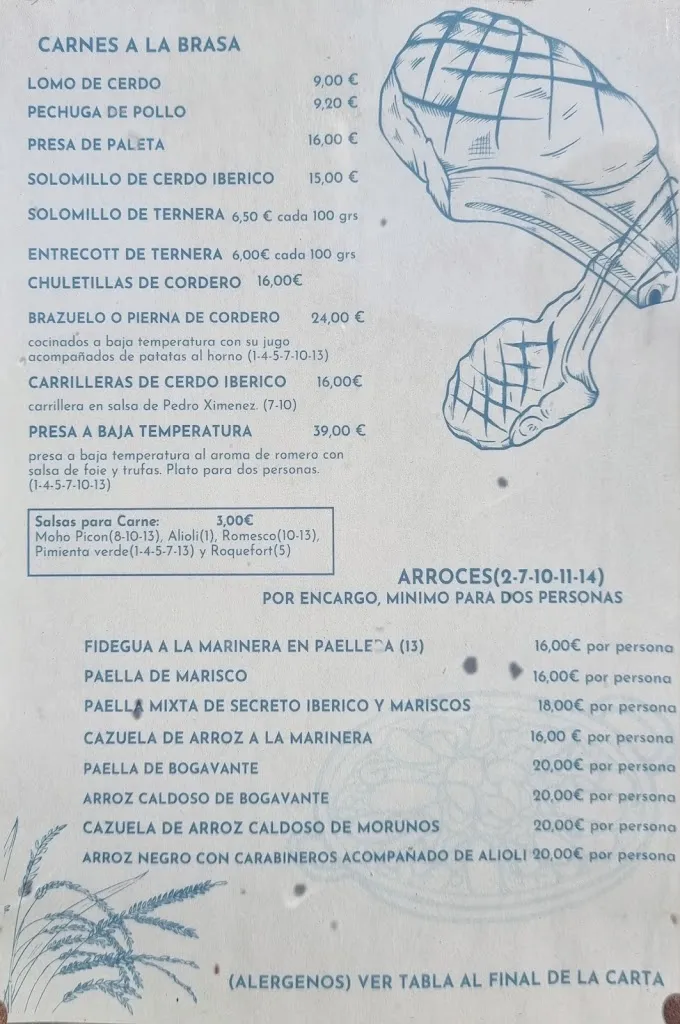 CARNES A LA BRASA
LOMO DE CERDO 9,00 €
PECHUGA DE POLLO 9,20 €
PRESA DE PALETA 16,00 €
SOLOMILLO DE CERDO IBERICO 15,00 €
SOLOMILLO DE TERNERA 6,50 € cada 100 grs
ENTRECOTT DE TERNERA 6,00€ cada 100 grs
CHULETILLAS DE CORDERO 16,00€
BRAZUELO O PIERNA DE CORDERO 24,00 €
cocinados a baja temperatura con su jugo
acompañados de patatas al horno (1-4-5-7-10-13)
CARRILLERAS DE CERDO IBERICO 16,00€
carrillera en salsa de Pedro Ximenez. (7-10)
PRESA A BAJA TEMPERATURA 39,00 €
presa a baja temperatura al aroma de romero con
salsa de foie y trufas. Plato para dos personas.
(1-4-5-7-10-13)
Salsas para Carne: 3,00€
Moho Picon(8-10-13), Alioli(1), Romesco(10-13),
Pimienta verde(1-4-5-7-13) y Roquefort(5)
ARROCES(2-7-10-11-14)
POR ENCARGO, MINIMO PARA DOS PERSONAS
FIDEGUA A LA MARINERA EN PAELLERA (13) 16,00€ por persona
PAELLA DE MARISCO 16,00€ por persona
PAELLA MIXTA DE SECRETO IBERICO Y MARISCOS 18,00€ por persona
CAZUELA DE ARROZ A LA MARINERA 16,00 € por persona
PAELLA DE BOGAVANTE 20,00€ por persona
ARROZ CALDOSO DE BOGAVANTE 20,00€ por persona
CAZUELA DE ARROZ CALDOSO DE MORUNOS 20,00€ por persona
ARROZ NEGRO CON CARABINEROS ACOMPAÑADO DE ALIOLI 20,00€ por persona
(ALERGENOS) VER TABLA AL FINAL DE LA CARTA